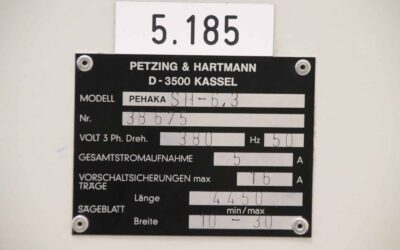 5.185
PETZING & HARTMANN
D-3500 KASSEL
MODELL PEHAKA SH-6,3
Nr. 38675
VOLT 3 Ph. Dreh. 380 Hz 50
GESAMTSTROMAUFNAHME 5 A
VORSCHALTSICHERUNGEN max 16 A
TRÄGE
Länge 4450
SÄGEBLATT min/max
Breite 10-30